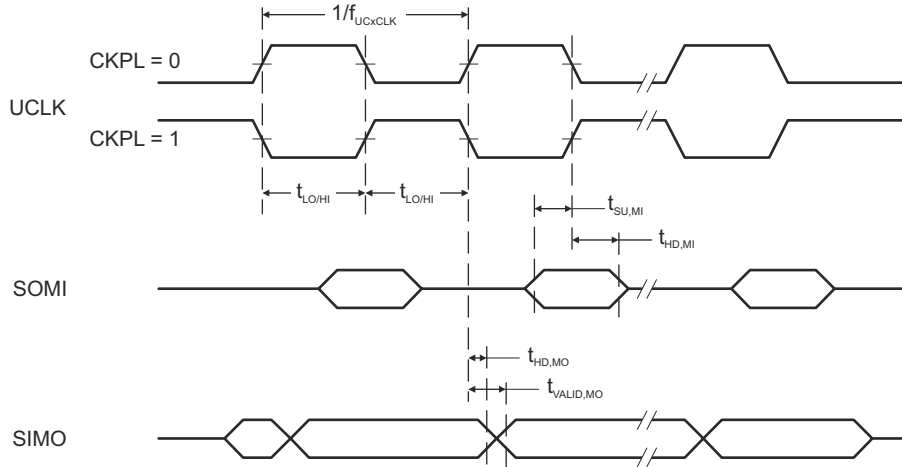 1/fUCxCLK
CKPL = 0
UCLK
CKPL = 1
tLO/HI tLO/HI
tSU,MI
tHD,MI
SOMI
tHD,MO
tVALID,MO
SIMO